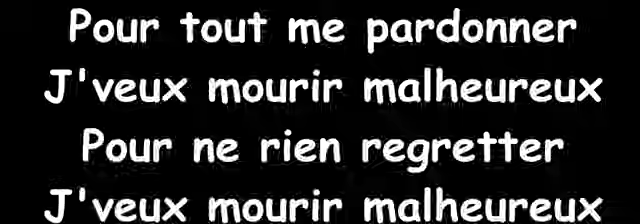 Pour tout me pardonner
J'veux mourir malheureux
Pour ne rien regretter
J'veux mourir malheureux